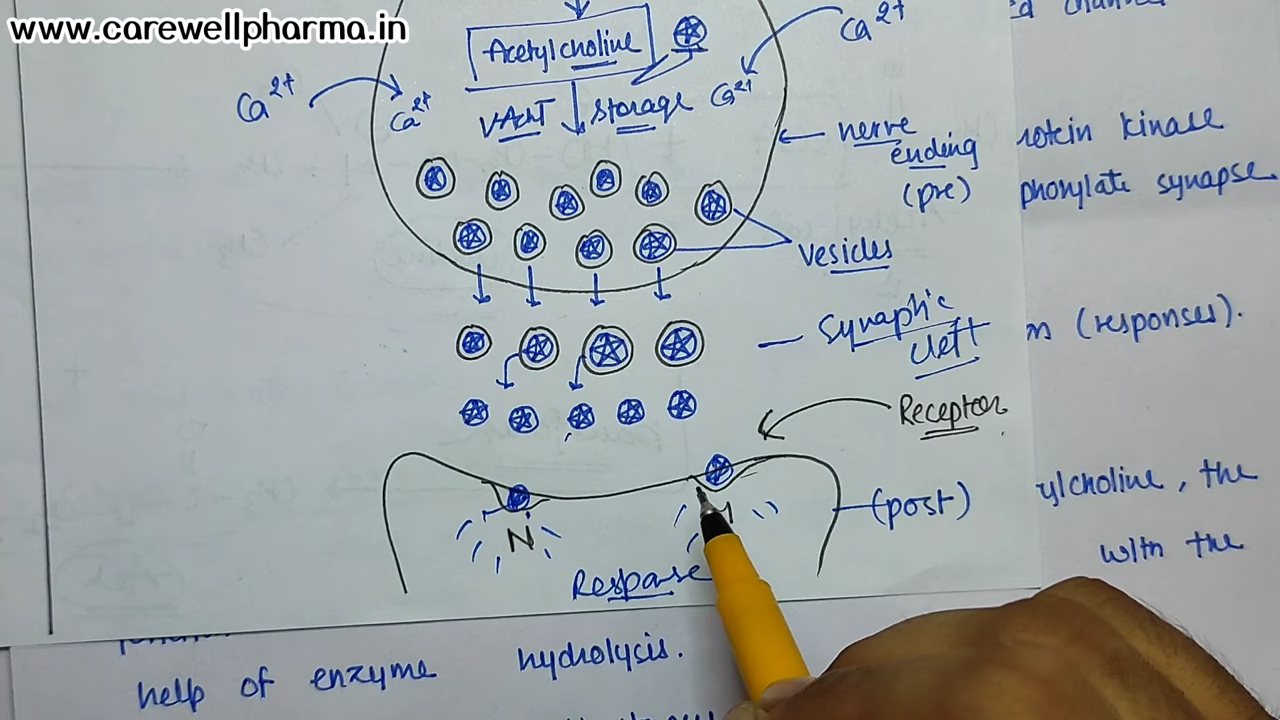 www.carewellpharma.in
Ca2+
Acetylcholine
Ca2+
Ca2+
Ca2+
VAchT
storage
nerve
ending
(pre)
otein kinase
phorylate synapse
vesicles
Synaptic
cleft
(responses).
Receptor
(post)
ylcholine, the
N
M
with the
Response
help of enzyme hydrolysis.